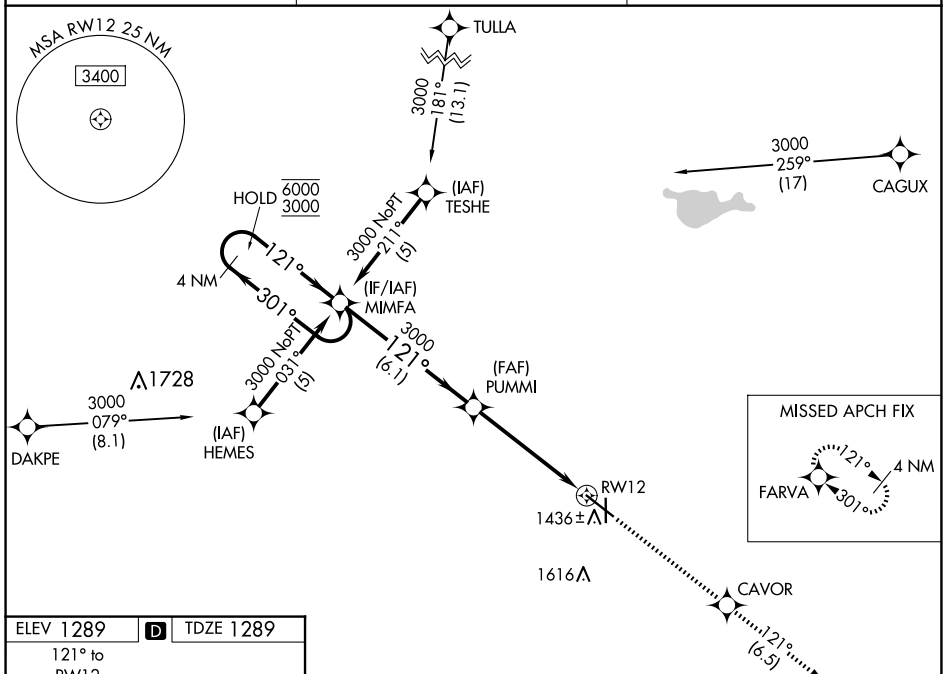 MSA RW12 25 NM
3400
TULLA
3000
181°
(13.1)
3000
259°
(17)
CAGUX
HOLD
6000
3000
(IAF)
TESHE
3000 NoPT
211°
(5)
121°
4 NM
301°
(IF/IAF)
MIMFA
3000
121°
(6.1)
3000 NoPT
031°
(5)
(FAF)
PUMMI
1728
3000
079°
(8.1)
DAKPE
(IAF)
HEMES
MISSED APCH FIX
121°
4 NM
FARVA
301°
RW12
1436±
1616
CAVOR
121°
(6.5)
ELEV 1289
D
TDZE 1289
121° to
RW12